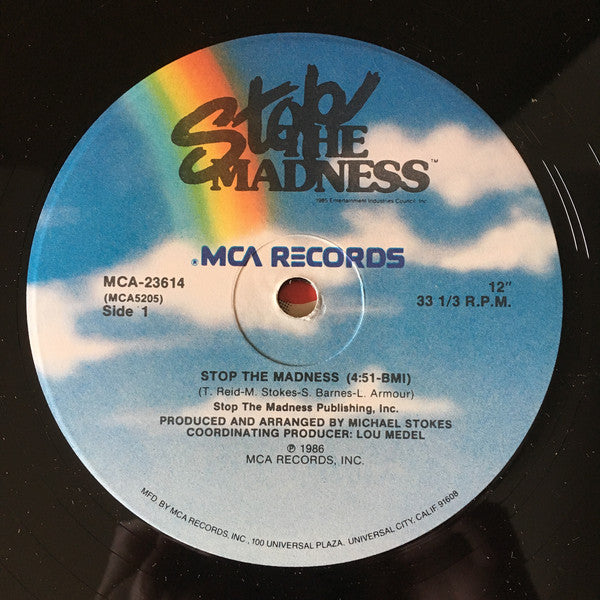 Stop
THE
MADNESS™
1985 Entertainment Industries Council, Inc.
®MCA RECORDS
MCA-23614
(MCA5205)
Side 1
12"
33 1/3 R.P.M.
STOP THE MADNESS (4:51-BMI)
(T. Reid-M. Stokes-S. Barnes-L. Armour)
Stop The Madness Publishing, Inc.
PRODUCED AND ARRANGED BY MICHAEL STOKES
COORDINATING PRODUCER: LOU MEDEL
℗ 1986
MCA RECORDS, INC.
MFD. BY MCA RECORDS, INC., 100 UNIVERSAL PLAZA. UNIVERSAL CITY, CALIF 91608